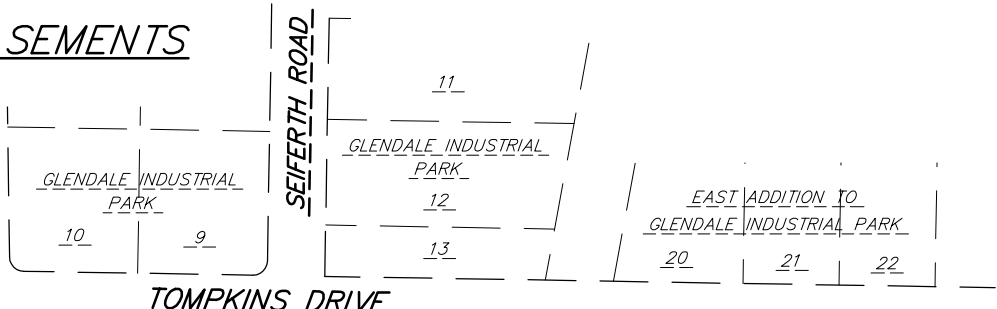 SEMENTS
SEIFERTH ROAD
11
GLENDALE INDUSTRIAL
PARK
12
13
GLENDALE INDUSTRIAL
PARK
10
9
EAST ADDITION TO
GLENDALE INDUSTRIAL PARK
20
21
22
TOMPKINS DRIVE